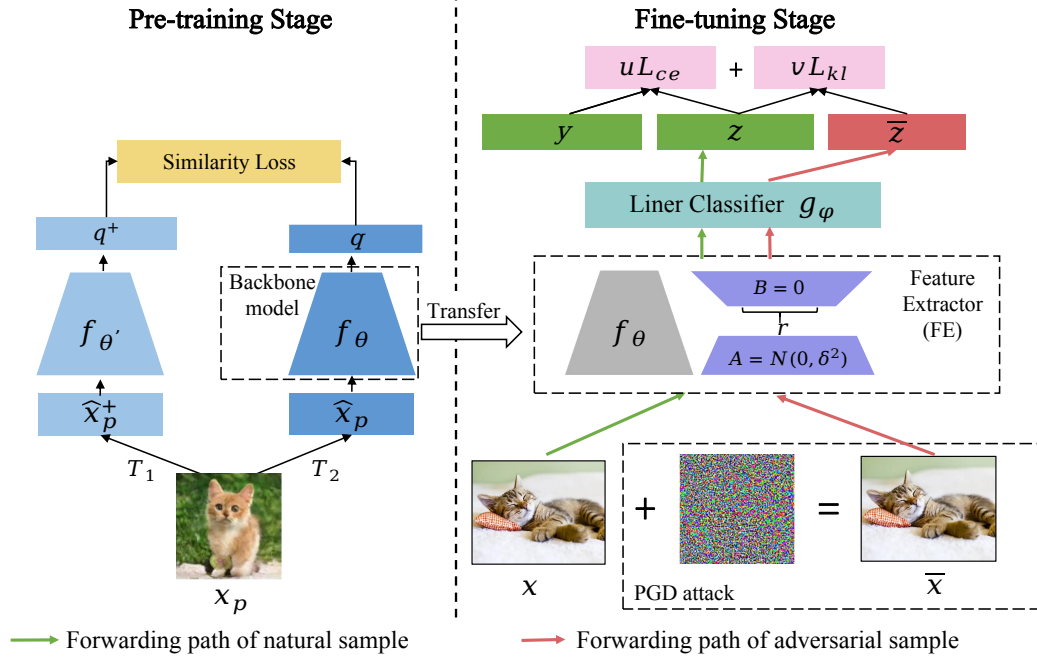 Pre-training Stage
Similarity Loss
q⁺
q
Backbone
model
f_θ´
f_θ
Transfer
x̂_p⁺
x̂_p
T₁
T₂
x_p
Fine-tuning Stage
uL_ce + vL_kl
y
z
z̅
Liner Classifier g_φ
Feature
Extractor
(FE)
f_θ
B = 0
r
A = N(0, δ²)
+
=
x
PGD attack
x̅
Forwarding path of natural sample
Forwarding path of adversarial sample